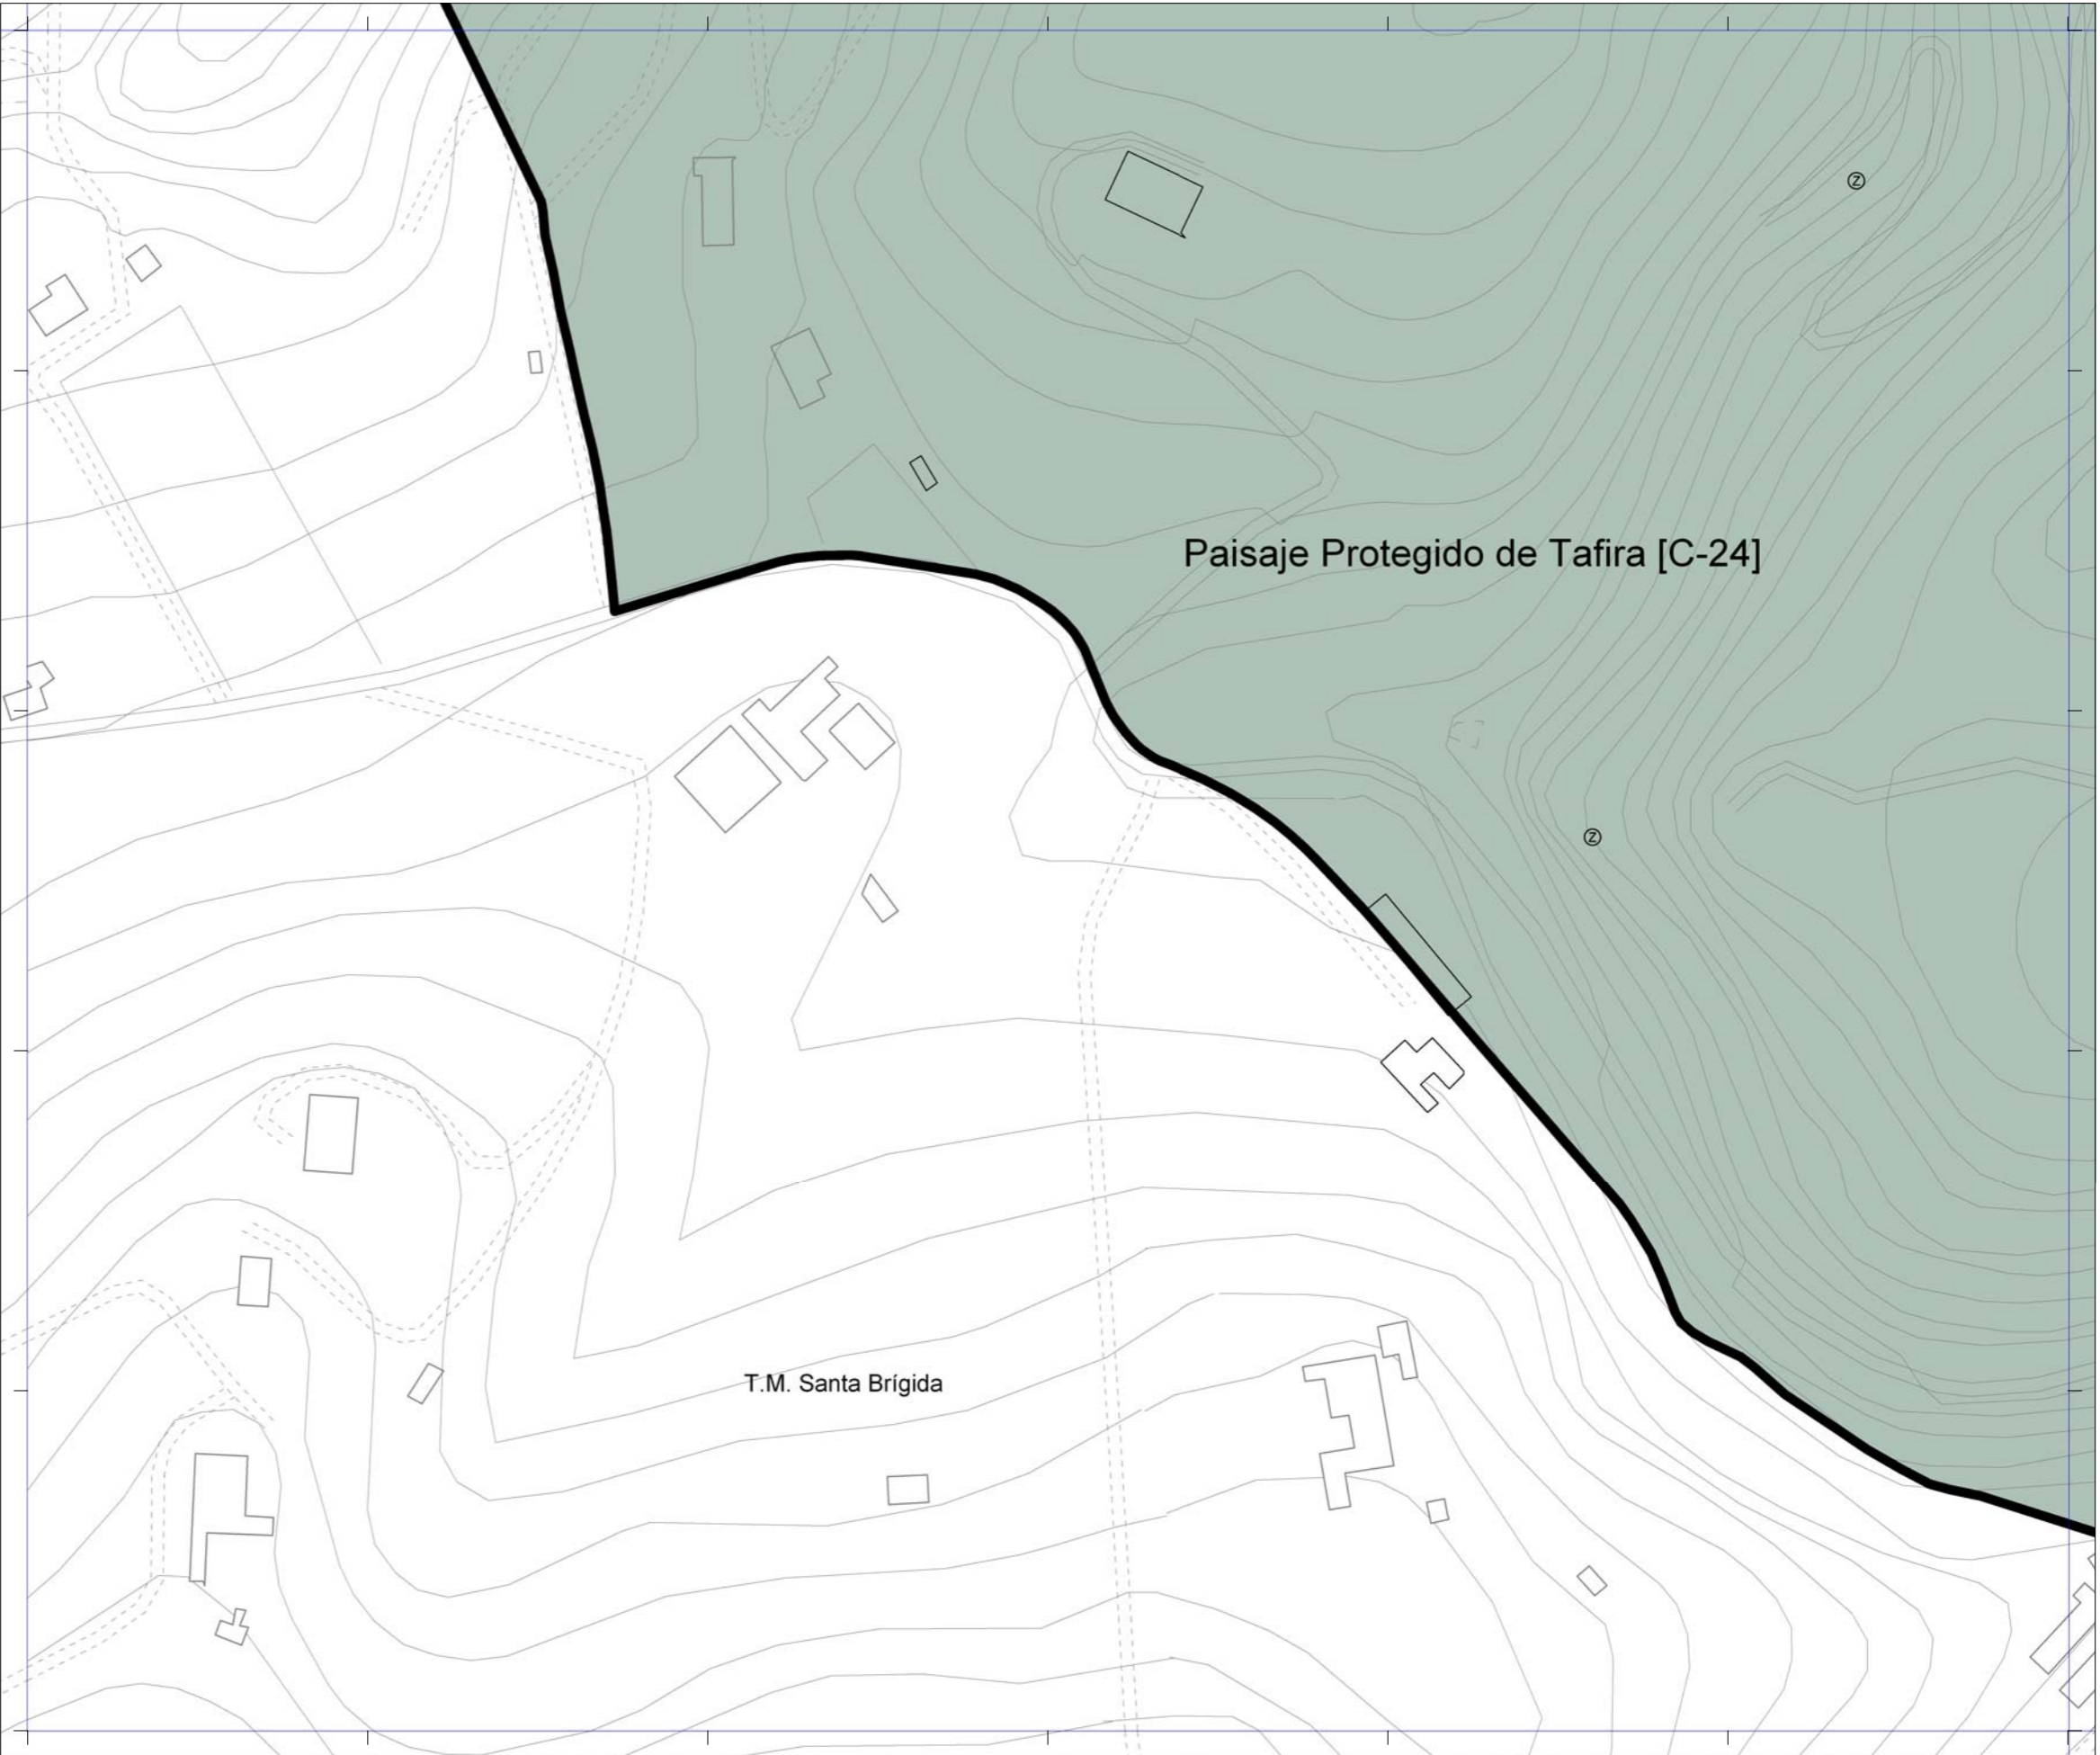 Ⓩ
Paisaje Protegido de Tafira [C-24]
Ⓩ
T.M. Santa Brígida